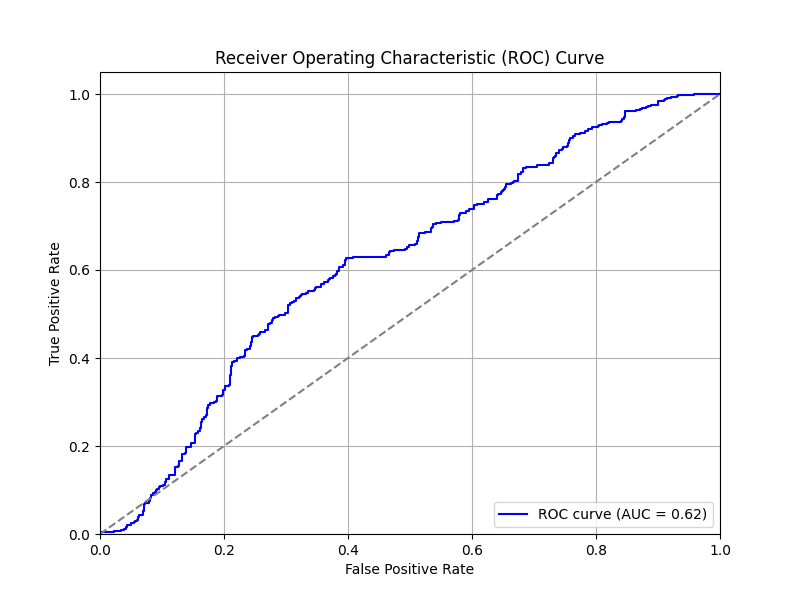 Receiver Operating Characteristic (ROC) Curve
True Positive Rate
1.0
0.8
0.6
0.4
0.2
0.0
0.0 0.2 0.4 0.6 0.8 1.0
False Positive Rate
ROC curve (AUC = 0.62)